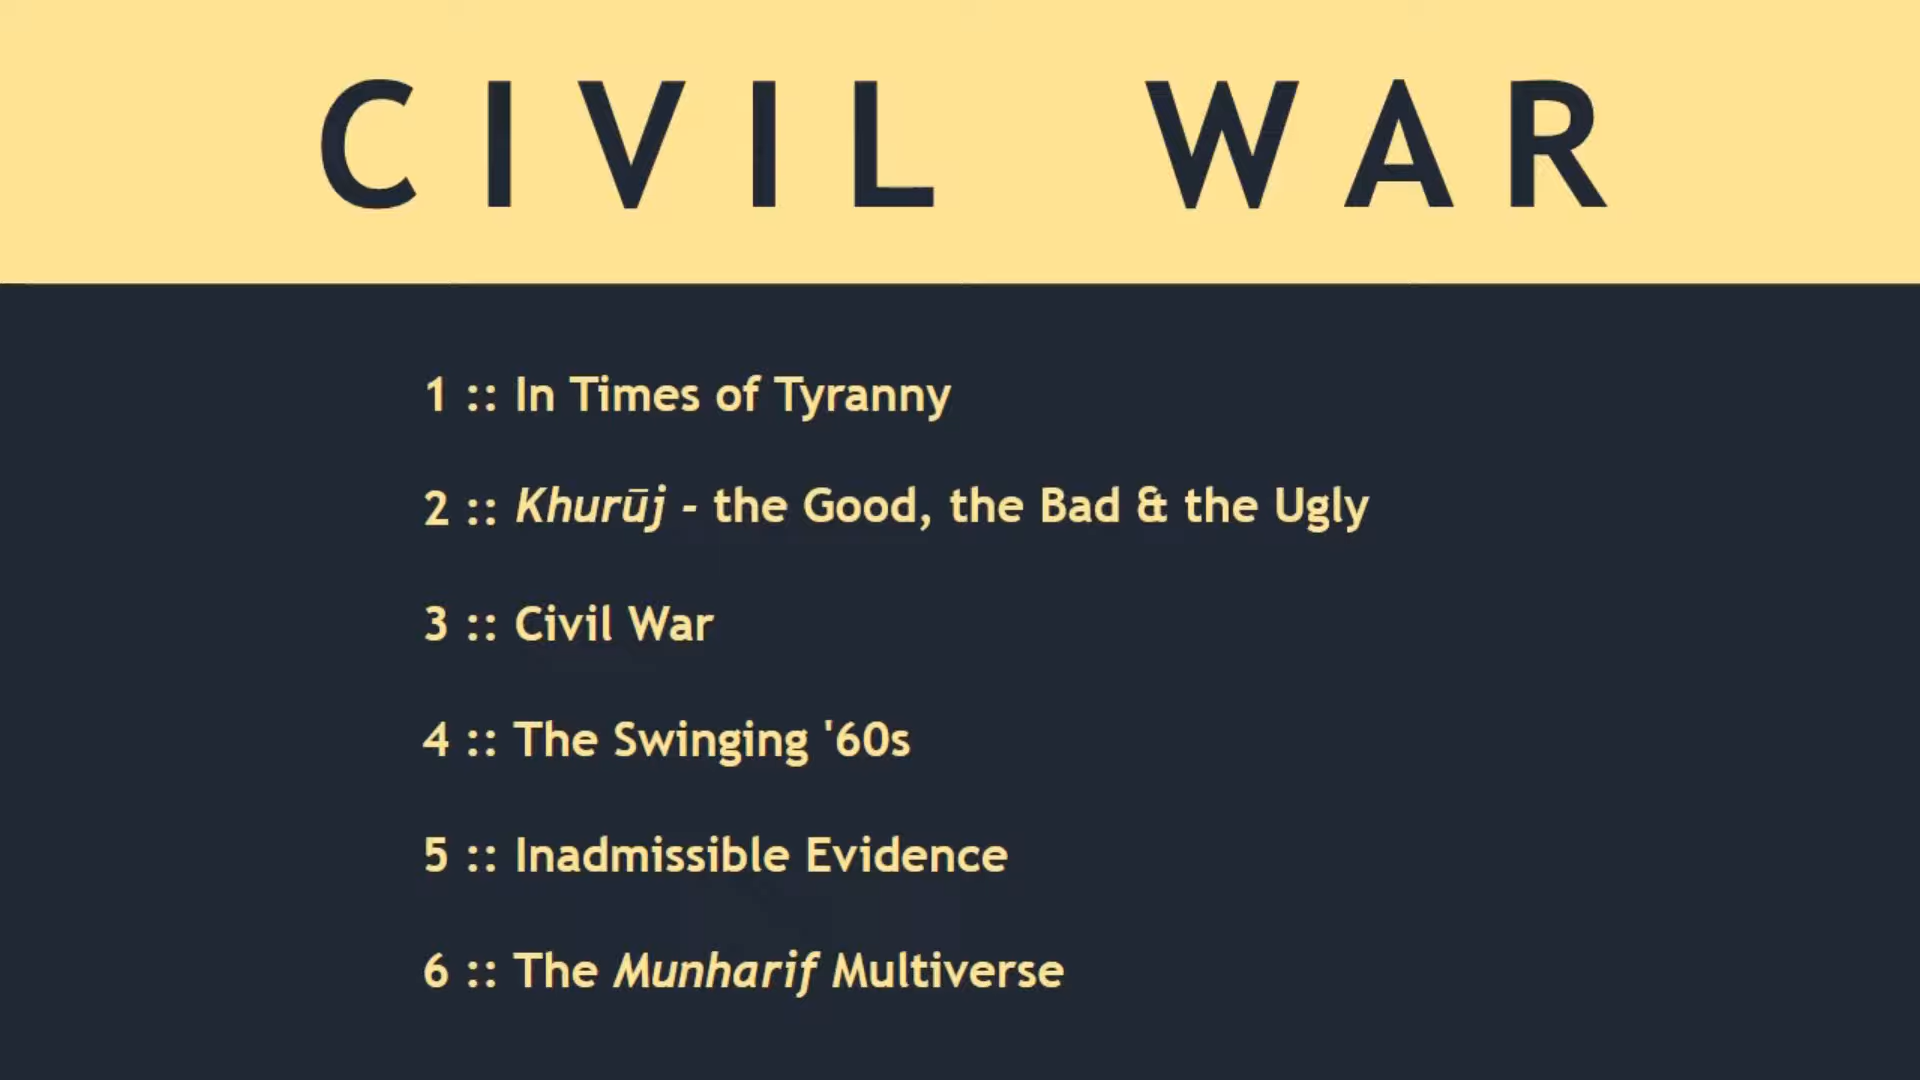 CIVIL WAR
1 :: In Times of Tyranny
2 :: Khurūj - the Good, the Bad & the Ugly
3 :: Civil War
4 :: The Swinging '60s
5 :: Inadmissible Evidence
6 :: The Munharif Multiverse